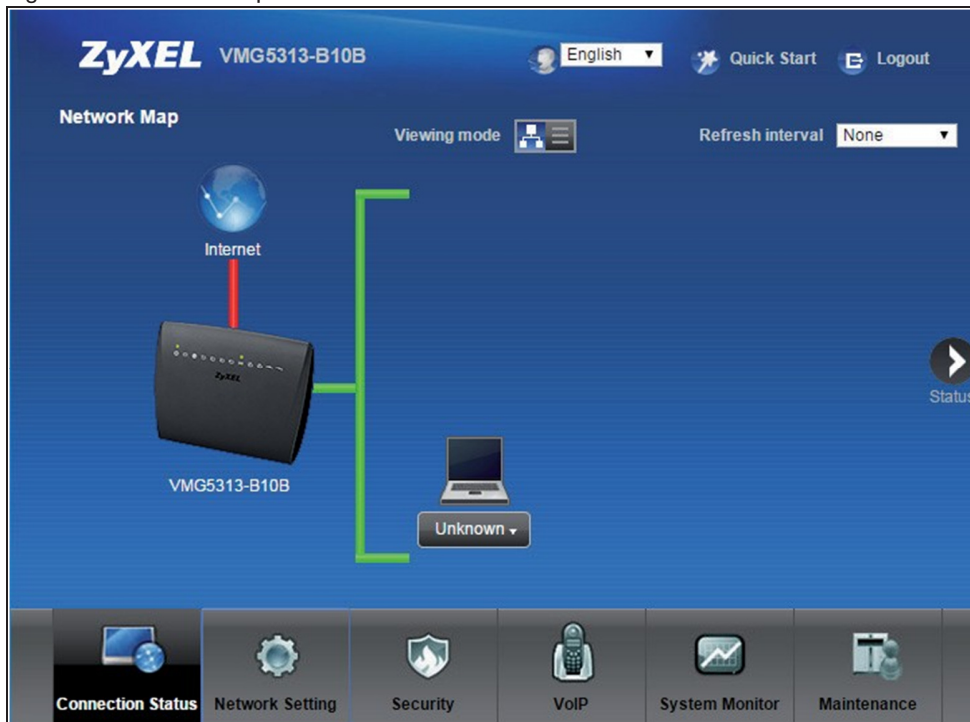 ZyXEL VMG5313-B10B English Quick Start Logout
Network Map
Viewing mode Refresh interval None
Internet
ZyXEL
Status
VMG5313-B10B
Unknown
Connection Status Network Setting Security VoIP System Monitor Maintenance